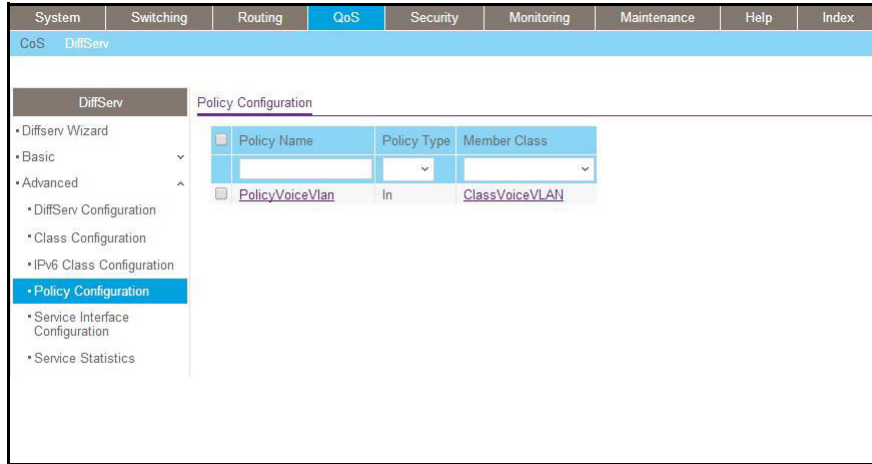 System Switching Routing QoS Security Monitoring Maintenance Help Index
CoS DiffServ
DiffServ
Diffserv Wizard
Basic
Advanced
DiffServ Configuration
Class Configuration
IPv6 Class Configuration
Policy Configuration
Service Interface
Configuration
Service Statistics
Policy Configuration
Policy Name Policy Type Member Class
PolicyVoiceVlan In ClassVoiceVLAN